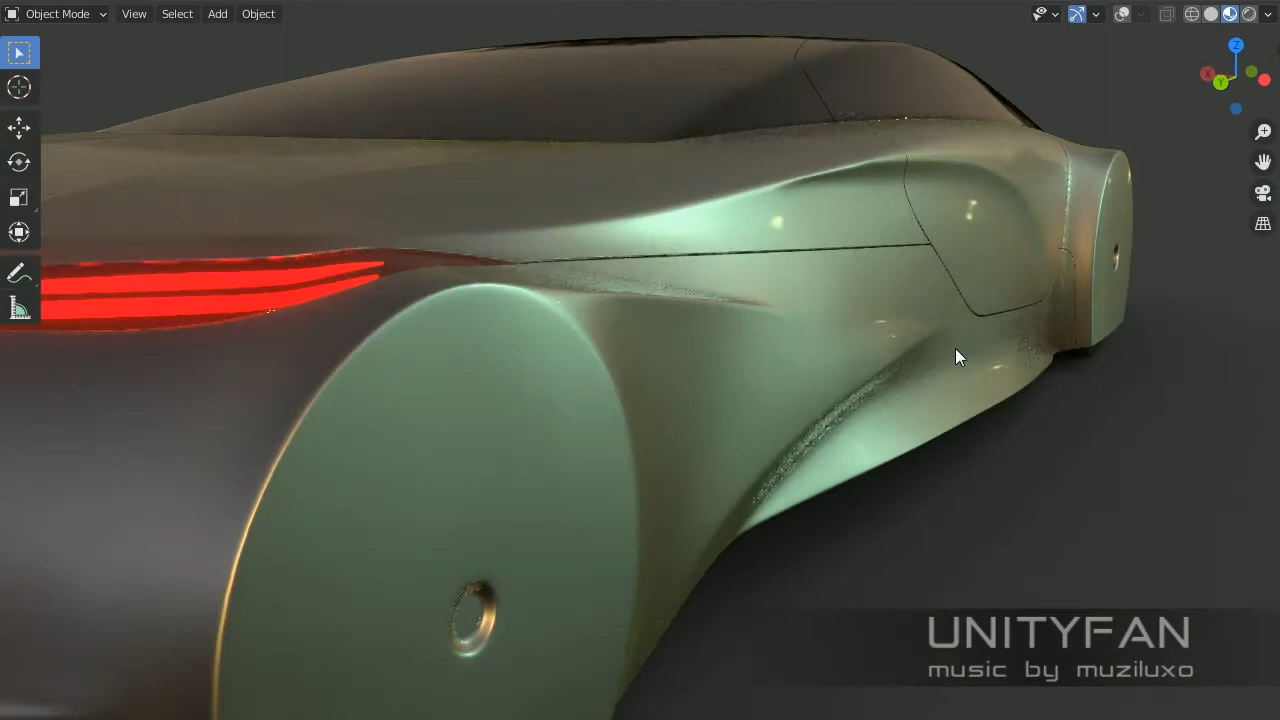 Object Mode View Select Add Object
Z
X
Y
UNITYFAN
music by muziluxo